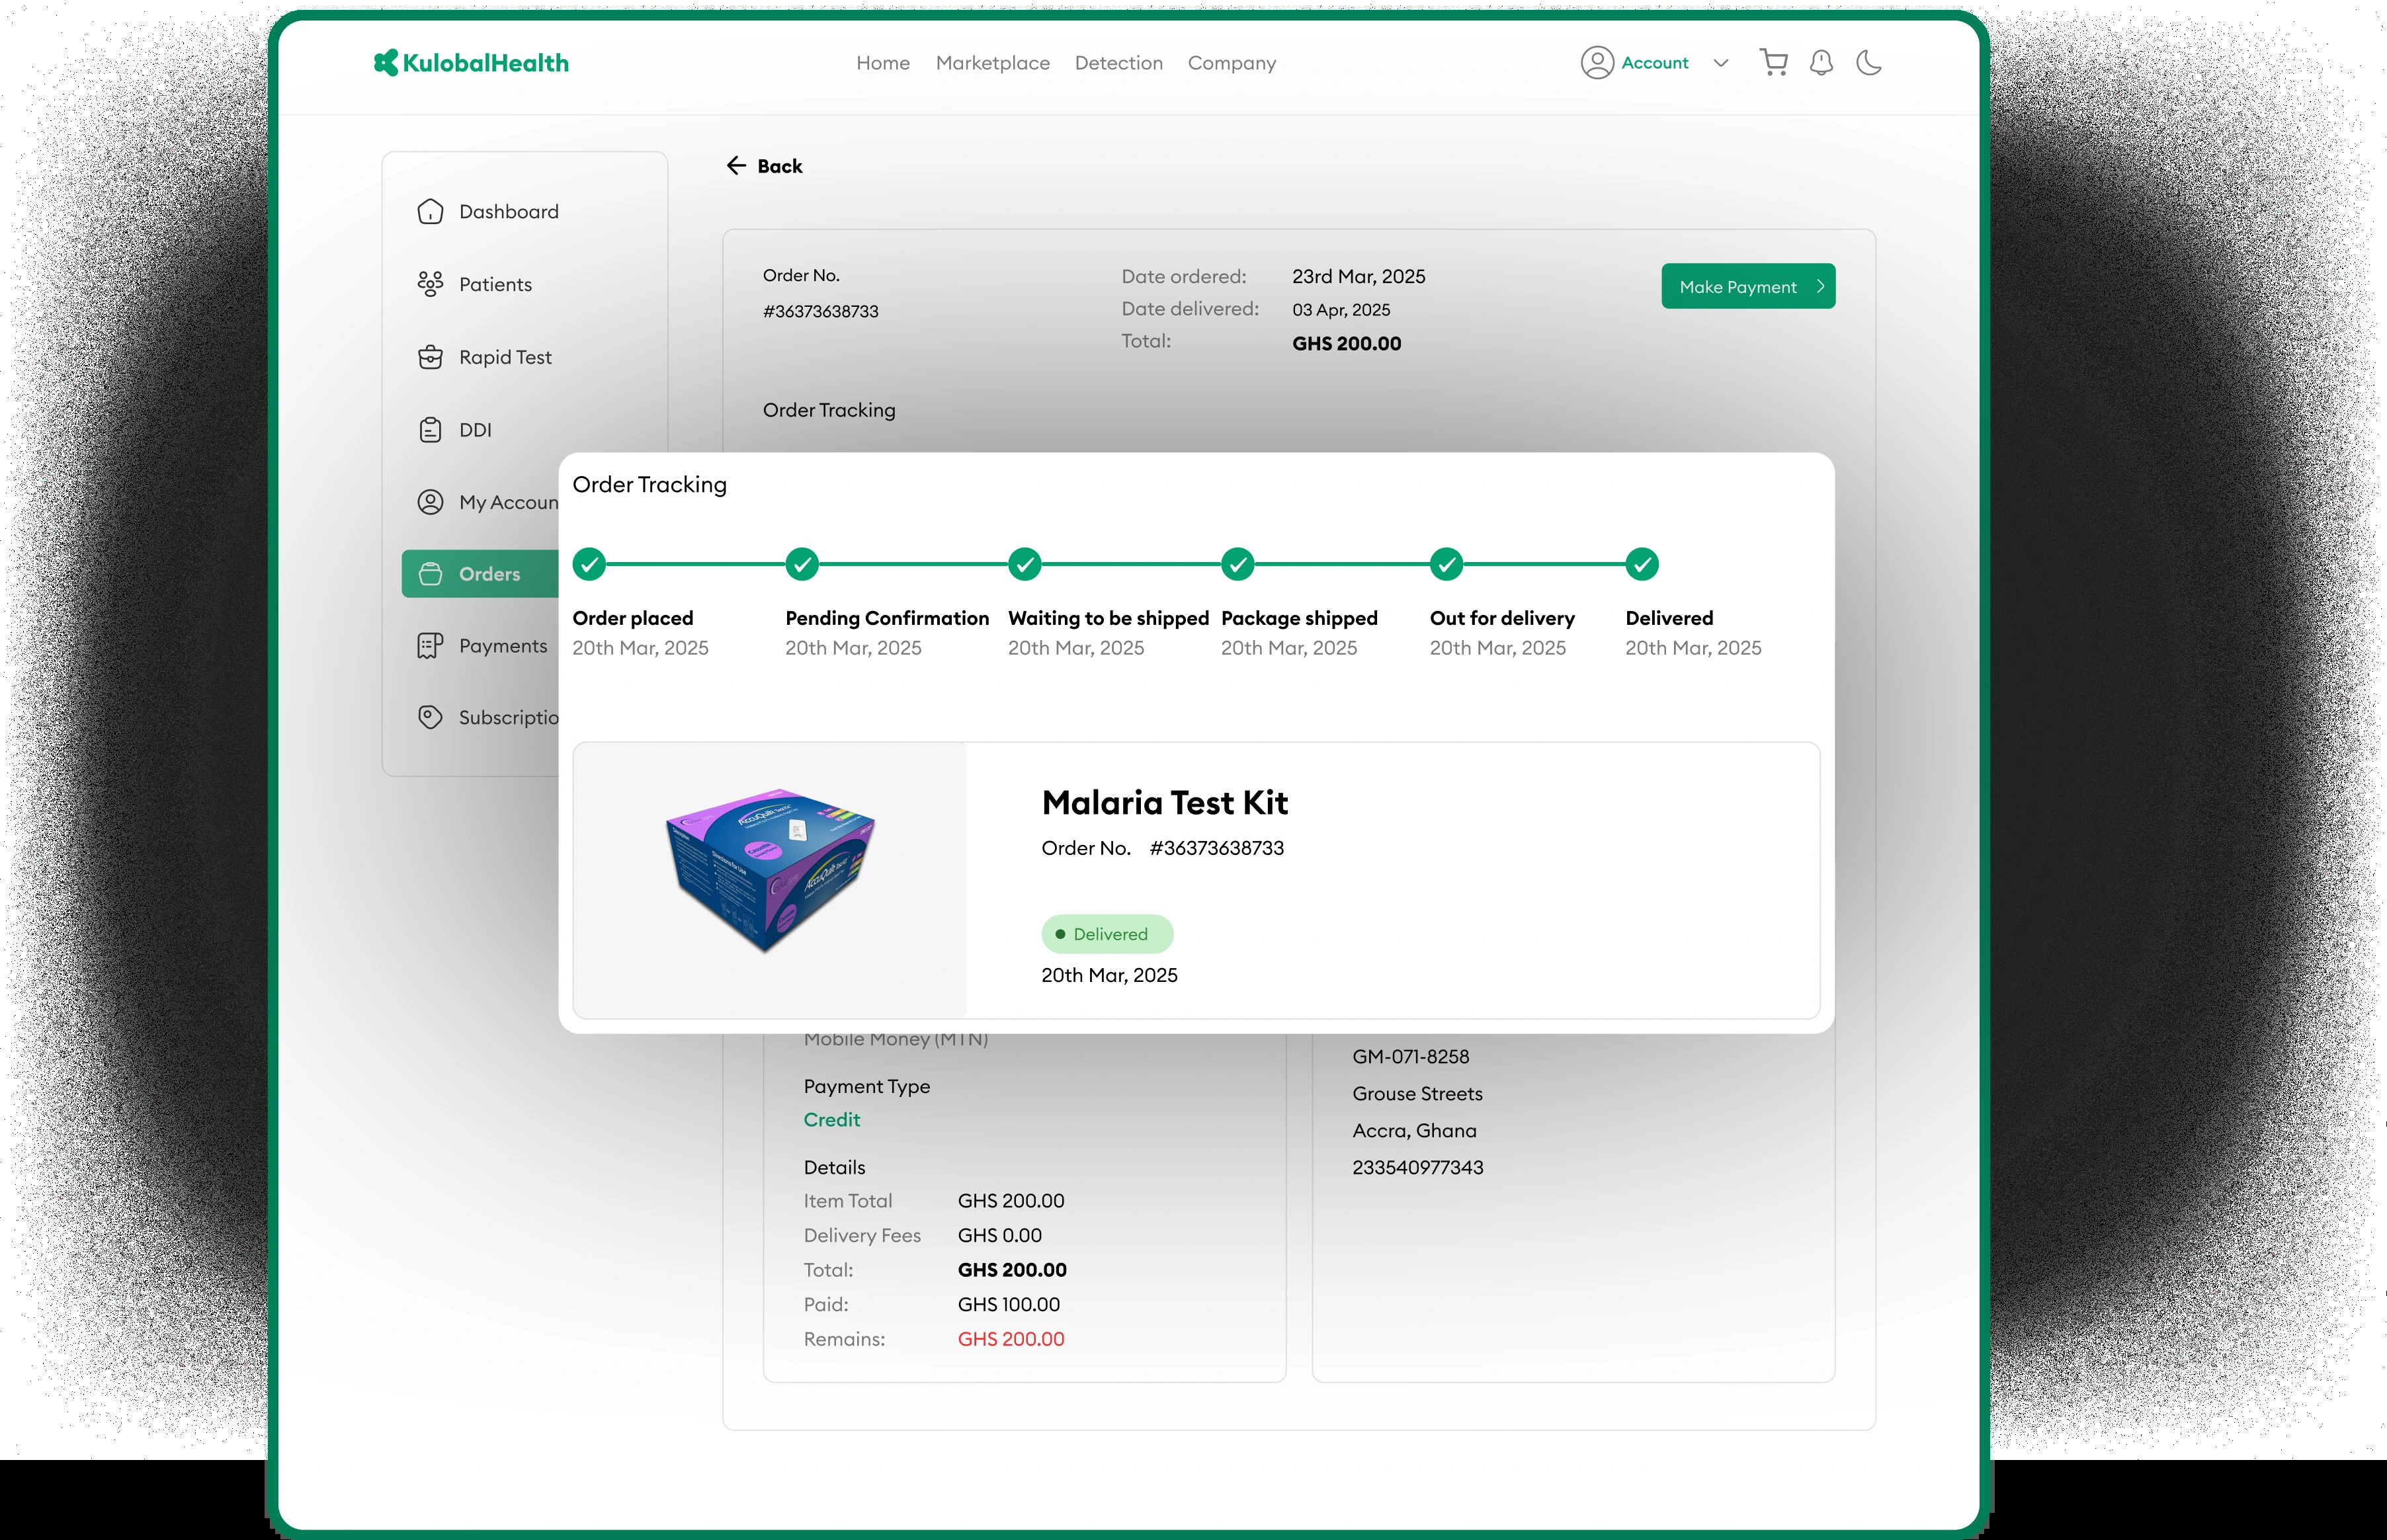 KulobalHealth
Home Marketplace Detection Company
Account
Back
Dashboard
Patients
Rapid Test
DDI
My Accoun
Orders
Payments
Subscriptio
Order No.
#36373638733
Date ordered: 23rd Mar, 2025
Date delivered: 03 Apr, 2025
Total: GHS 200.00
Make Payment
Order Tracking
Order Tracking
Order placed Pending Confirmation Waiting to be shipped Package shipped Out for delivery Delivered
20th Mar, 2025 20th Mar, 2025 20th Mar, 2025 20th Mar, 2025 20th Mar, 2025 20th Mar, 2025
Malaria Test Kit
Order No. #36373638733
Delivered
20th Mar, 2025
Mobile Money (MTN)
Payment Type
Credit
Details
Item Total GHS 200.00
Delivery Fees GHS 0.00
Total: GHS 200.00
Paid: GHS 100.00
Remains: GHS 200.00
GM-071-8258
Grouse Streets
Accra, Ghana
233540977343